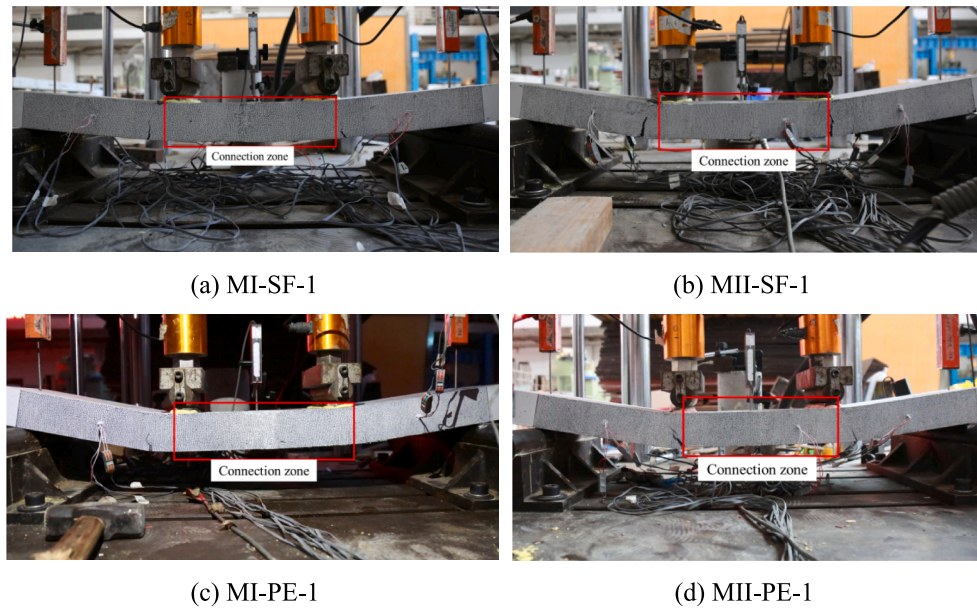 Connection zone
Connection zone
(a) MI-SF-1
(b) MII-SF-1
Connection zone
Connection zone
(c) MI-PE-1
(d) MII-PE-1